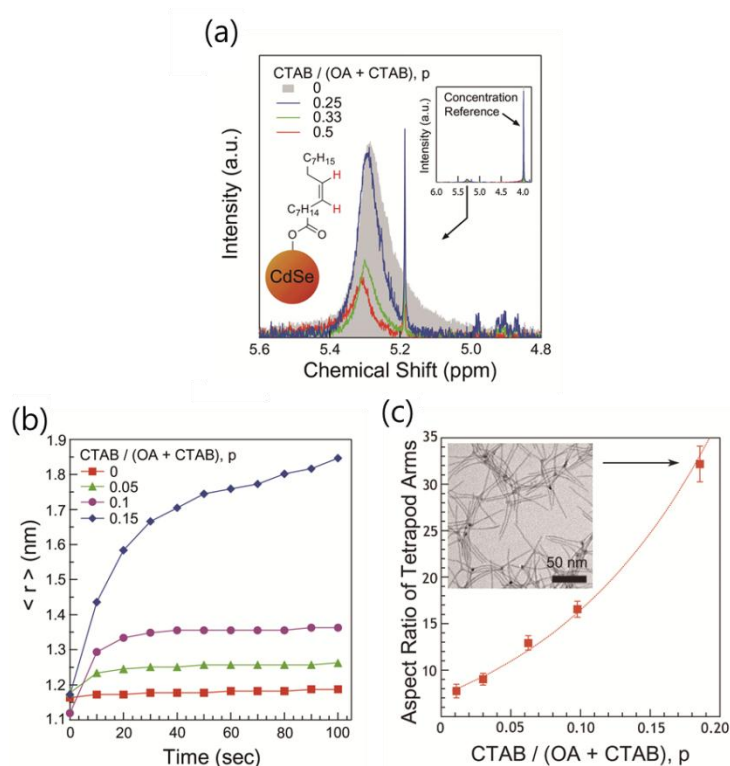 (a)
CTAB / (OA + CTAB), p
0
0.25
0.33
0.5
C₇H₁₅
H
H
C₇H₁₄
O
O
CdSe
Intensity (a.u.)
5.6 5.4 5.2 5.0 4.8
Chemical Shift (ppm)
Concentration
Reference
Intensity (a.u.)
6.0 5.5 5.0 4.5 4.0
(b)
CTAB / (OA + CTAB), p
0
0.05
0.1
0.15
< r > (nm)
1.9
1.8
1.7
1.6
1.5
1.4
1.3
1.2
1.1
0 20 40 60 80 100
Time (sec)
(c)
Aspect Ratio of Tetrapod Arms
35
30
25
20
15
10
50 nm
0.00 0.05 0.10 0.15 0.20
CTAB / (OA + CTAB), p